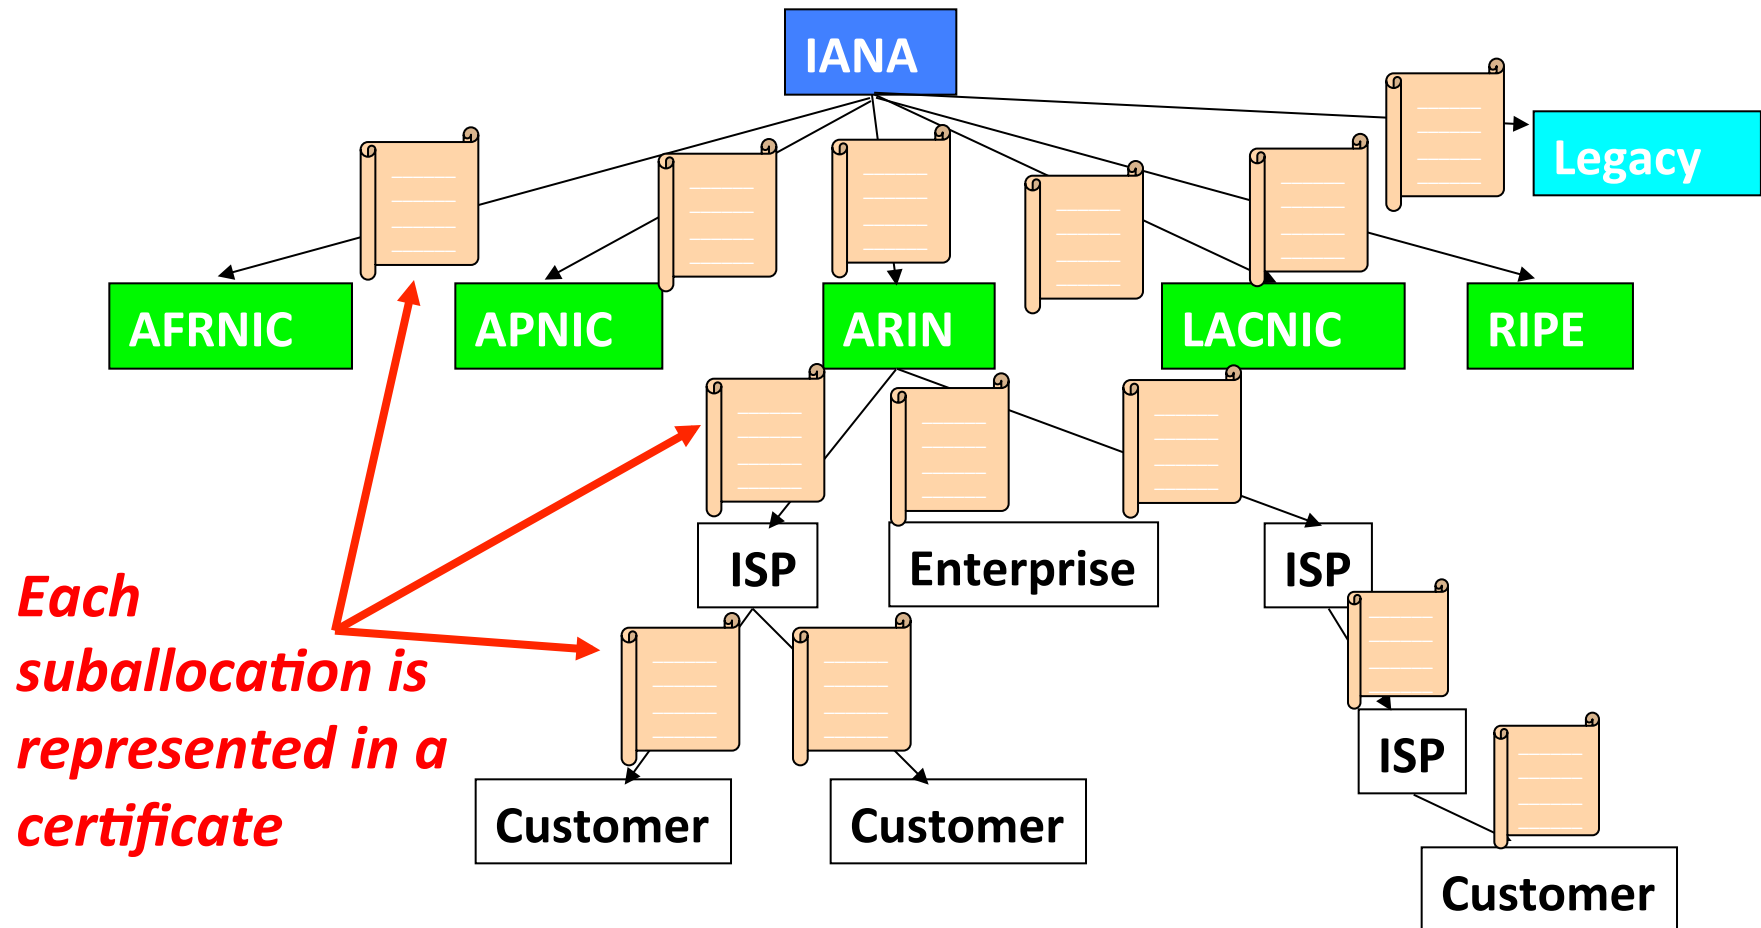 IANA
Legacy
AFRNIC
APNIC
ARIN
LACNIC
RIPE
ISP
Enterprise
ISP
Each
suballocation is
represented in a
certificate
ISP
Customer
Customer
Customer